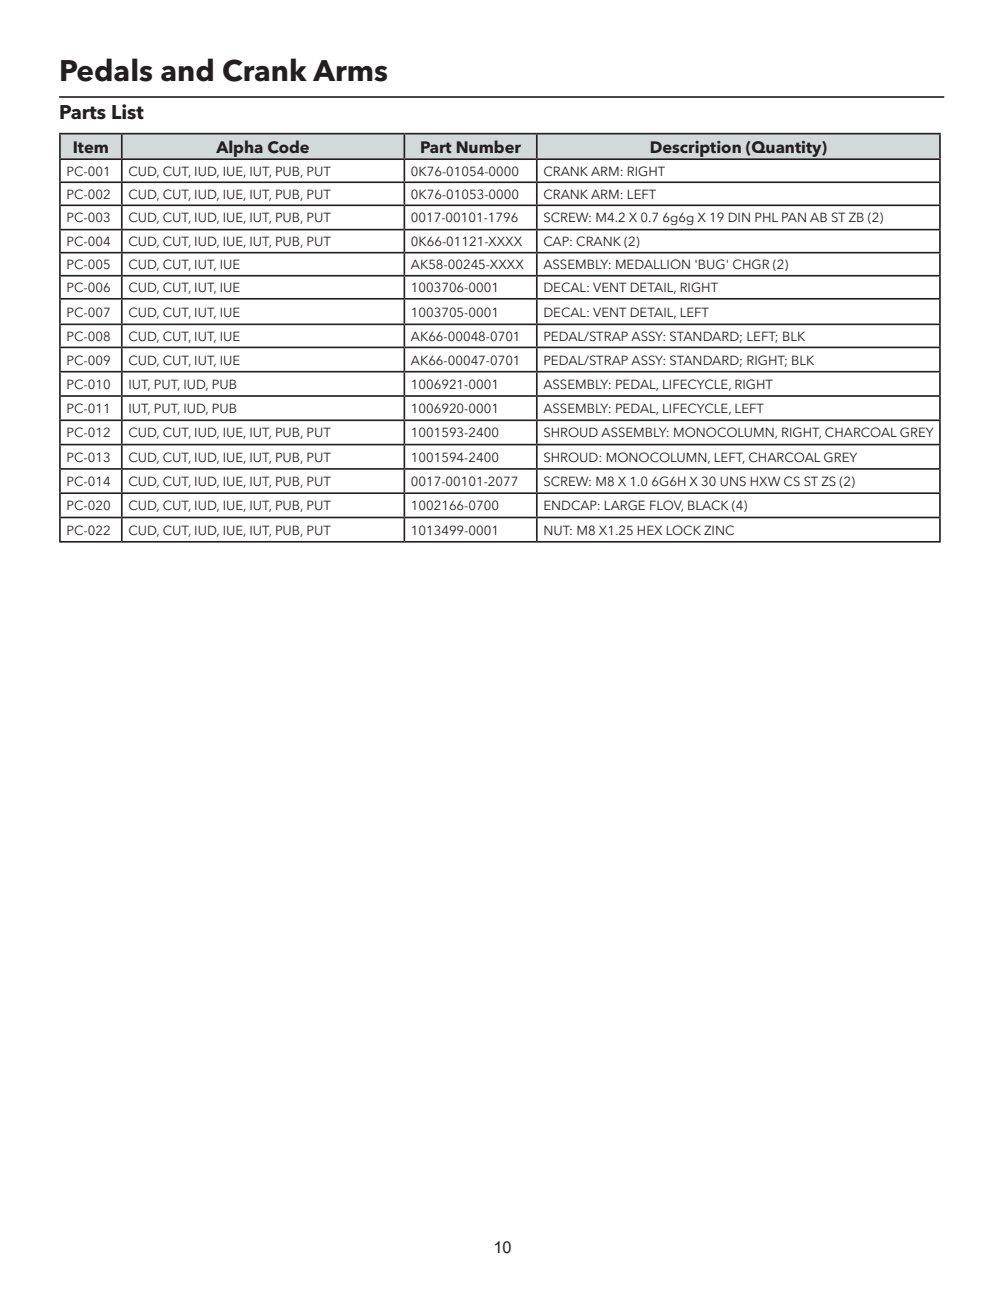 Pedals and Crank Arms
Parts List
Item Alpha Code Part Number Description (Quantity)
PC-001 CUD, CUT, IUD, IUE, IUT, PUB, PUT 0K76-01054-0000 CRANK ARM: RIGHT
PC-002 CUD, CUT, IUD, IUE, IUT, PUB, PUT 0K76-01053-0000 CRANK ARM: LEFT
PC-003 CUD, CUT, IUD, IUE, IUT, PUB, PUT 0017-00101-1796 SCREW: M4.2 X 0.7 6g6g X 19 DIN PHL PAN AB ST ZB (2)
PC-004 CUD, CUT, IUD, IUE, IUT, PUB, PUT 0K66-01121-XXXX CAP: CRANK (2)
PC-005 CUD, CUT, IUT, IUE AK58-00245-XXXX ASSEMBLY: MEDALLION 'BUG' CHGR (2)
PC-006 CUD, CUT, IUT, IUE 1003706-0001 DECAL: VENT DETAIL, RIGHT
PC-007 CUD, CUT, IUT, IUE 1003705-0001 DECAL: VENT DETAIL, LEFT
PC-008 CUD, CUT, IUT, IUE AK66-00048-0701 PEDAL/STRAP ASSY: STANDARD; LEFT; BLK
PC-009 CUD, CUT, IUT, IUE AK66-00047-0701 PEDAL/STRAP ASSY: STANDARD; RIGHT; BLK
PC-010 IUT, PUT, IUD, PUB 1006921-0001 ASSEMBLY: PEDAL, LIFECYCLE, RIGHT
PC-011 IUT, PUT, IUD, PUB 1006920-0001 ASSEMBLY: PEDAL, LIFECYCLE, LEFT
PC-012 CUD, CUT, IUD, IUE, IUT, PUB, PUT 1001593-2400 SHROUD ASSEMBLY: MONOCOLUMN, RIGHT, CHARCOAL GREY
PC-013 CUD, CUT, IUD, IUE, IUT, PUB, PUT 1001594-2400 SHROUD: MONOCOLUMN, LEFT, CHARCOAL GREY
PC-014 CUD, CUT, IUD, IUE, IUT, PUB, PUT 0017-00101-2077 SCREW: M8 X 1.0 6G6H X 30 UNS HXW CS ST ZS (2)
PC-020 CUD, CUT, IUD, IUE, IUT, PUB, PUT 1002166-0700 ENDCAP: LARGE FLOV, BLACK (4)
PC-022 CUD, CUT, IUD, IUE, IUT, PUB, PUT 1013499-0001 NUT: M8 X1.25 HEX LOCK ZINC
10